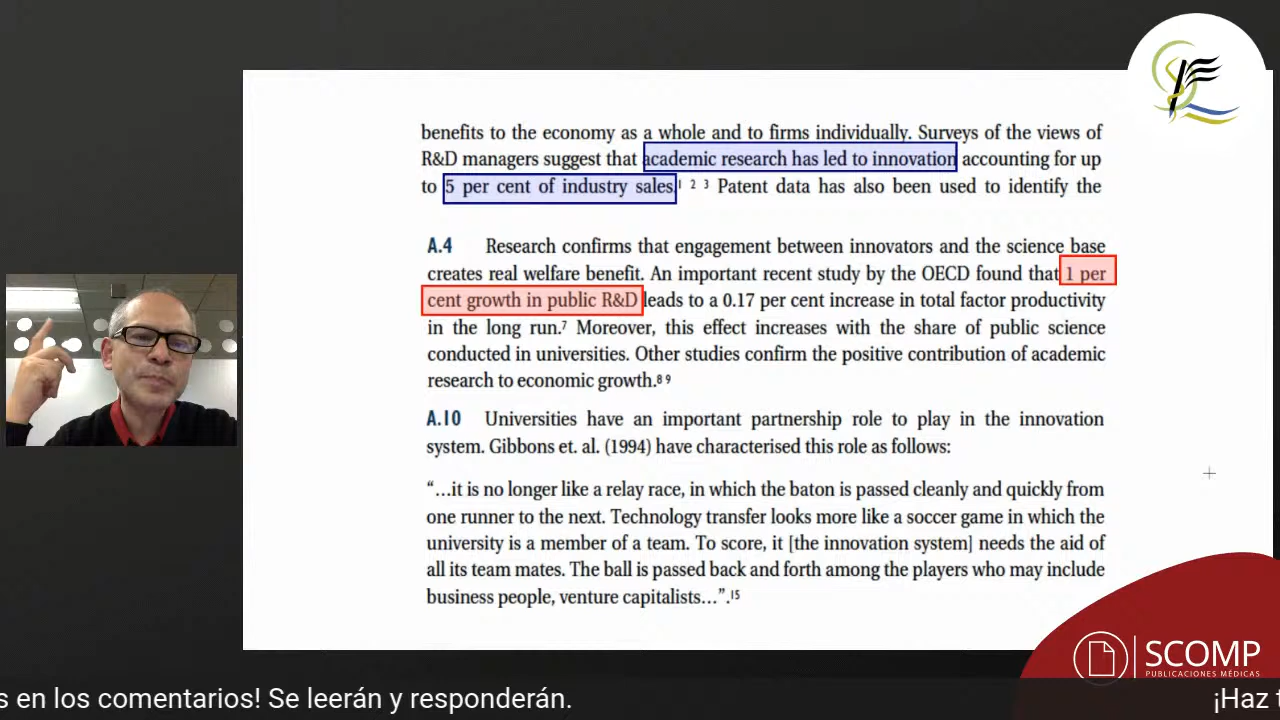 benefits to the economy as a whole and to firms individually. Surveys of the views of
R&D managers suggest that academic research has led to innovation accounting for up
to 5 per cent of industry sales.¹ ² ³ Patent data has also been used to identify the
A.4 Research confirms that engagement between innovators and the science base
creates real welfare benefit. An important recent study by the OECD found that 1 per
cent growth in public R&D leads to a 0.17 per cent increase in total factor productivity
in the long run.⁷ Moreover, this effect increases with the share of public science
conducted in universities. Other studies confirm the positive contribution of academic
research to economic growth.⁸ ⁹
A.10 Universities have an important partnership role to play in the innovation
system. Gibbons et. al. (1994) have characterised this role as follows:
“…it is no longer like a relay race, in which the baton is passed cleanly and quickly from
one runner to the next. Technology transfer looks more like a soccer game in which the
university is a member of a team. To score, it [the innovation system] needs the aid of
all its team mates. The ball is passed back and forth among the players who may include
business people, venture capitalists…”.¹⁵
SCOMP
PUBLICACIONES MÉDICAS
s en los comentarios! Se leerán y responderán.
¡Haz t